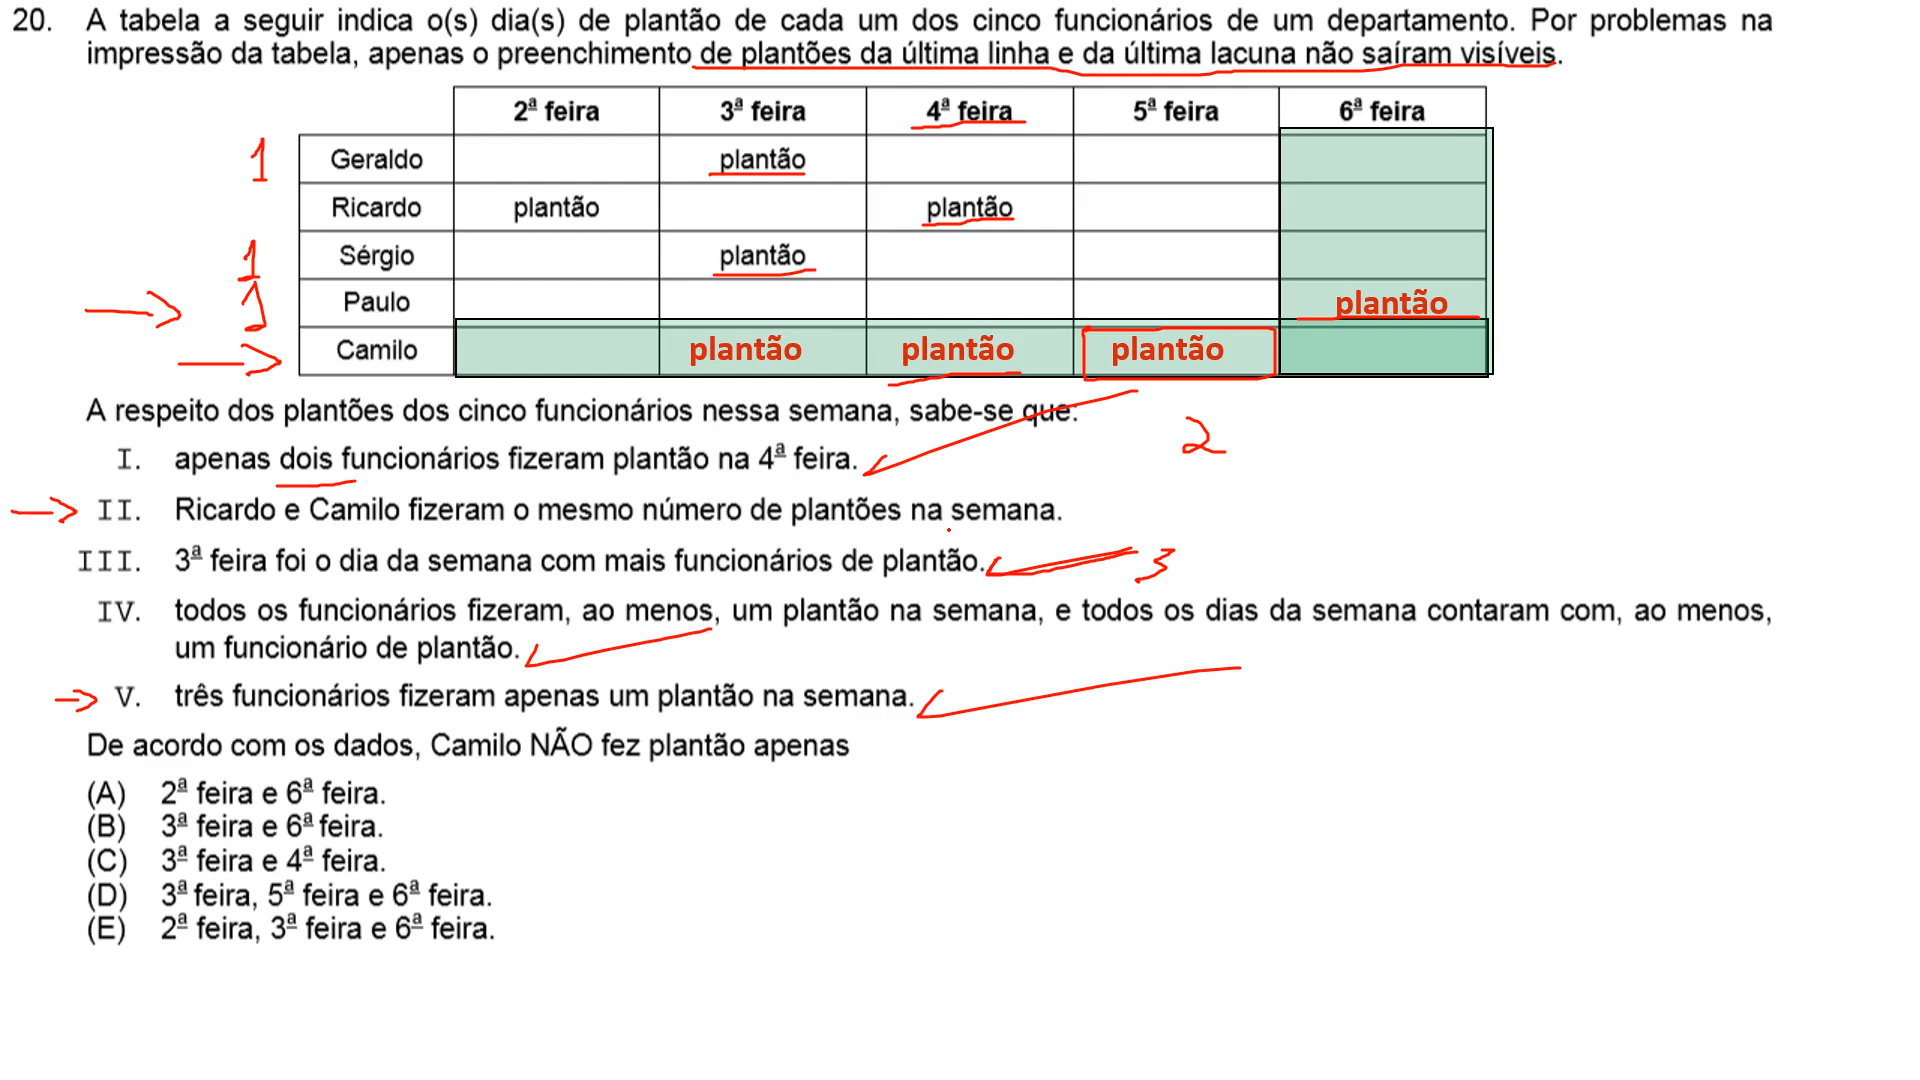 20. A tabela a seguir indica o(s) dia(s) de plantão de cada um dos cinco funcionários de um departamento. Por problemas na
impressão da tabela, apenas o preenchimento de plantões da última linha e da última lacuna não saíram visíveis.
2ª feira 3ª feira 4ª feira 5ª feira 6ª feira
1 Geraldo plantão
Ricardo plantão plantão
1 Sérgio plantão
1 Paulo plantão
Camilo plantão plantão plantão
A respeito dos plantões dos cinco funcionários nessa semana, sabe-se que:
I. apenas dois funcionários fizeram plantão na 4ª feira. 2
II. Ricardo e Camilo fizeram o mesmo número de plantões na semana.
III. 3ª feira foi o dia da semana com mais funcionários de plantão. 3
IV. todos os funcionários fizeram, ao menos, um plantão na semana, e todos os dias da semana contaram com, ao menos,
um funcionário de plantão.
V. três funcionários fizeram apenas um plantão na semana.
De acordo com os dados, Camilo NÃO fez plantão apenas
(A) 2ª feira e 6ª feira.
(B) 3ª feira e 6ª feira.
(C) 3ª feira e 4ª feira.
(D) 3ª feira, 5ª feira e 6ª feira.
(E) 2ª feira, 3ª feira e 6ª feira.